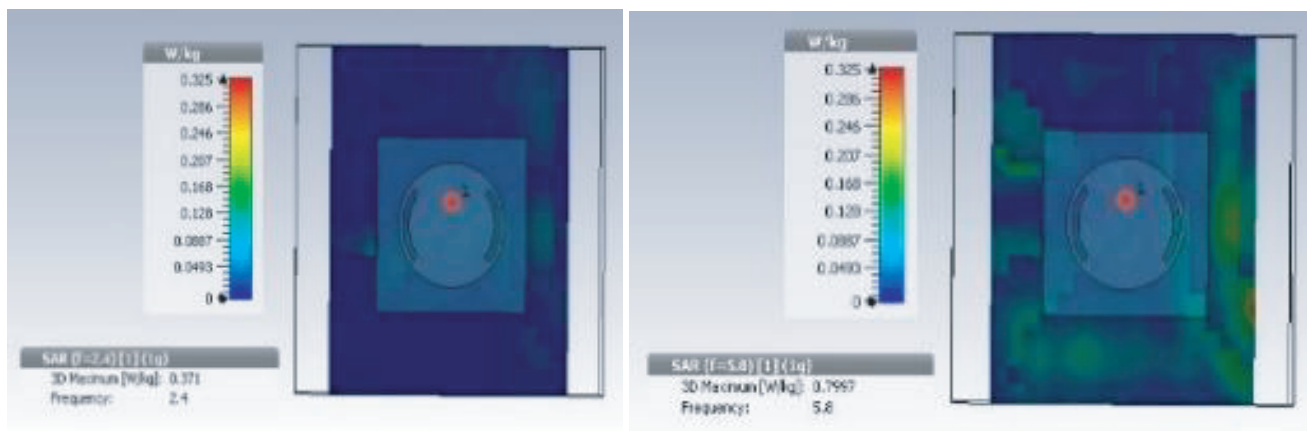 W/kg
0.325
0.286
0.246
0.207
0.168
0.128
0.0887
0.0493
0
SAR (f=2.4) [1] (1g)
3D Maximum [W/kg]: 0.371
Frequency: 2.4
W/kg
0.325
0.286
0.246
0.207
0.168
0.128
0.0887
0.0493
0
SAR (f=5.8) [1] (1g)
3D Maximum [W/kg]: 0.7997
Frequency: 5.8